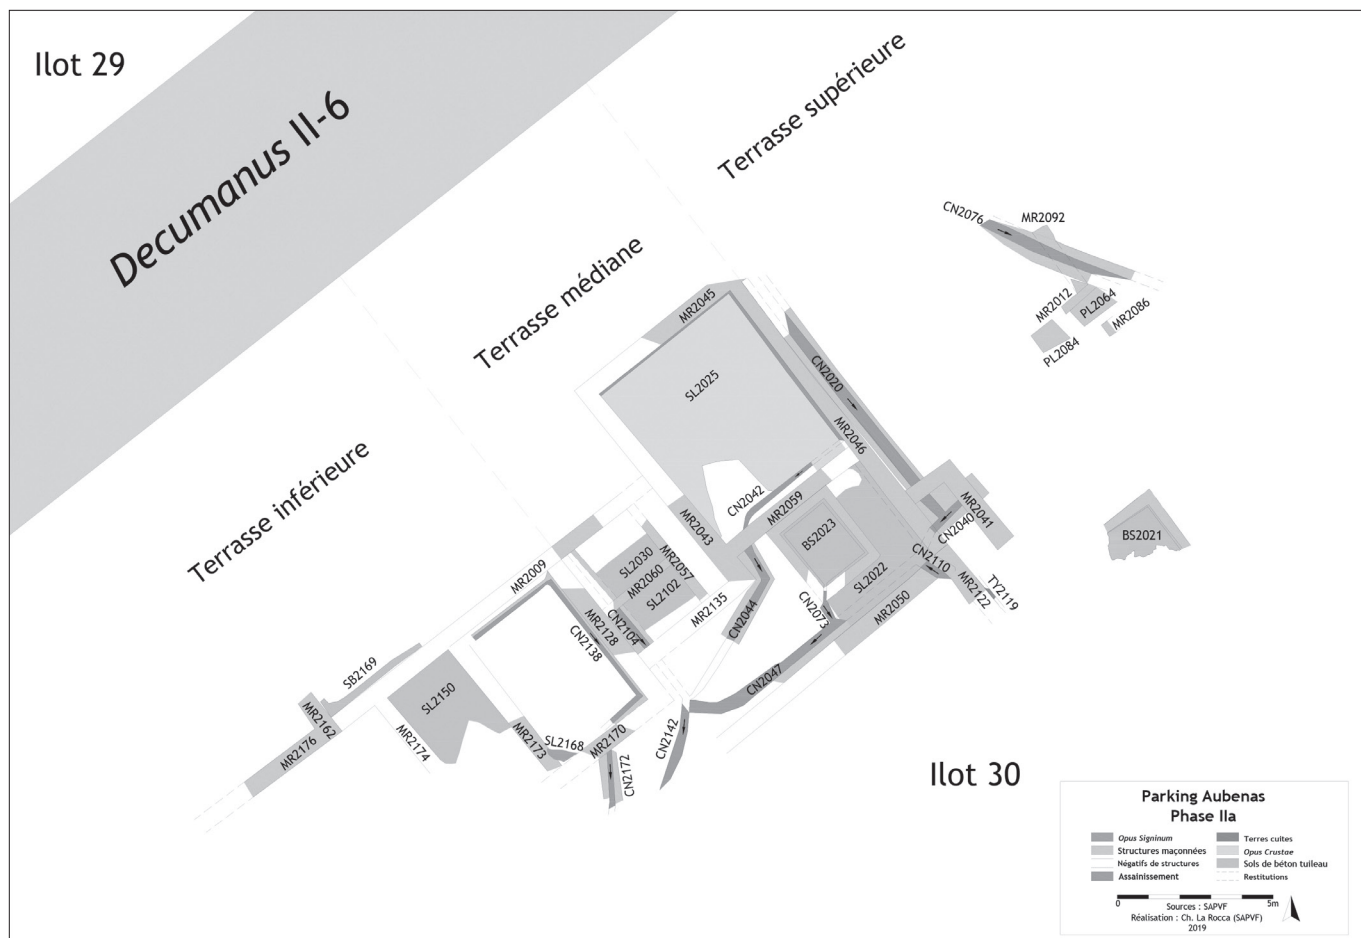 Ilot 29
Decumanus II-6
Terrasse supérieure
Terrasse médiane
Terrasse inférieure
CN2076
MR2092
MR2012
PL2064
MR2086
PL2084
MR2045
SL2025
CN2020
MR2046
CN2042
MR2059
MR2043
MR2041
CN2040
BS2021
BS2023
CN2110
SL2022
MR2122
TY2119
MR2050
CN2073
CN2044
CN2047
MR2009
SL2030
MR2060
SL2102
MR2057
MR2135
CN2104
MR2128
CN2138
SB2169
SL2150
MR2162
MR2176
MR2174
MR2173
SL2168
MR2170
CN2172
CN2142
Ilot 30
Parking Aubenas
Phase IIa
Opus Signinum
Terres cuites
Structures maçonnées
Opus Crustae
Négatifs de structures
Sols de béton tuileau
Assainissement
Restitutions
0 5m
Sources : SAPVF
Réalisation : Ch. La Rocca (SAPVF)
2019